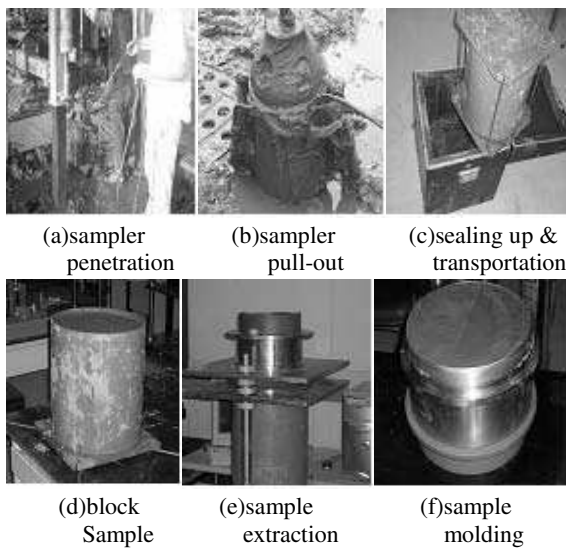 (a)sampler
penetration
(b)sampler
pull-out
(c)sealing up &
transportation
(d)block
Sample
(e)sample
extraction
(f)sample
molding